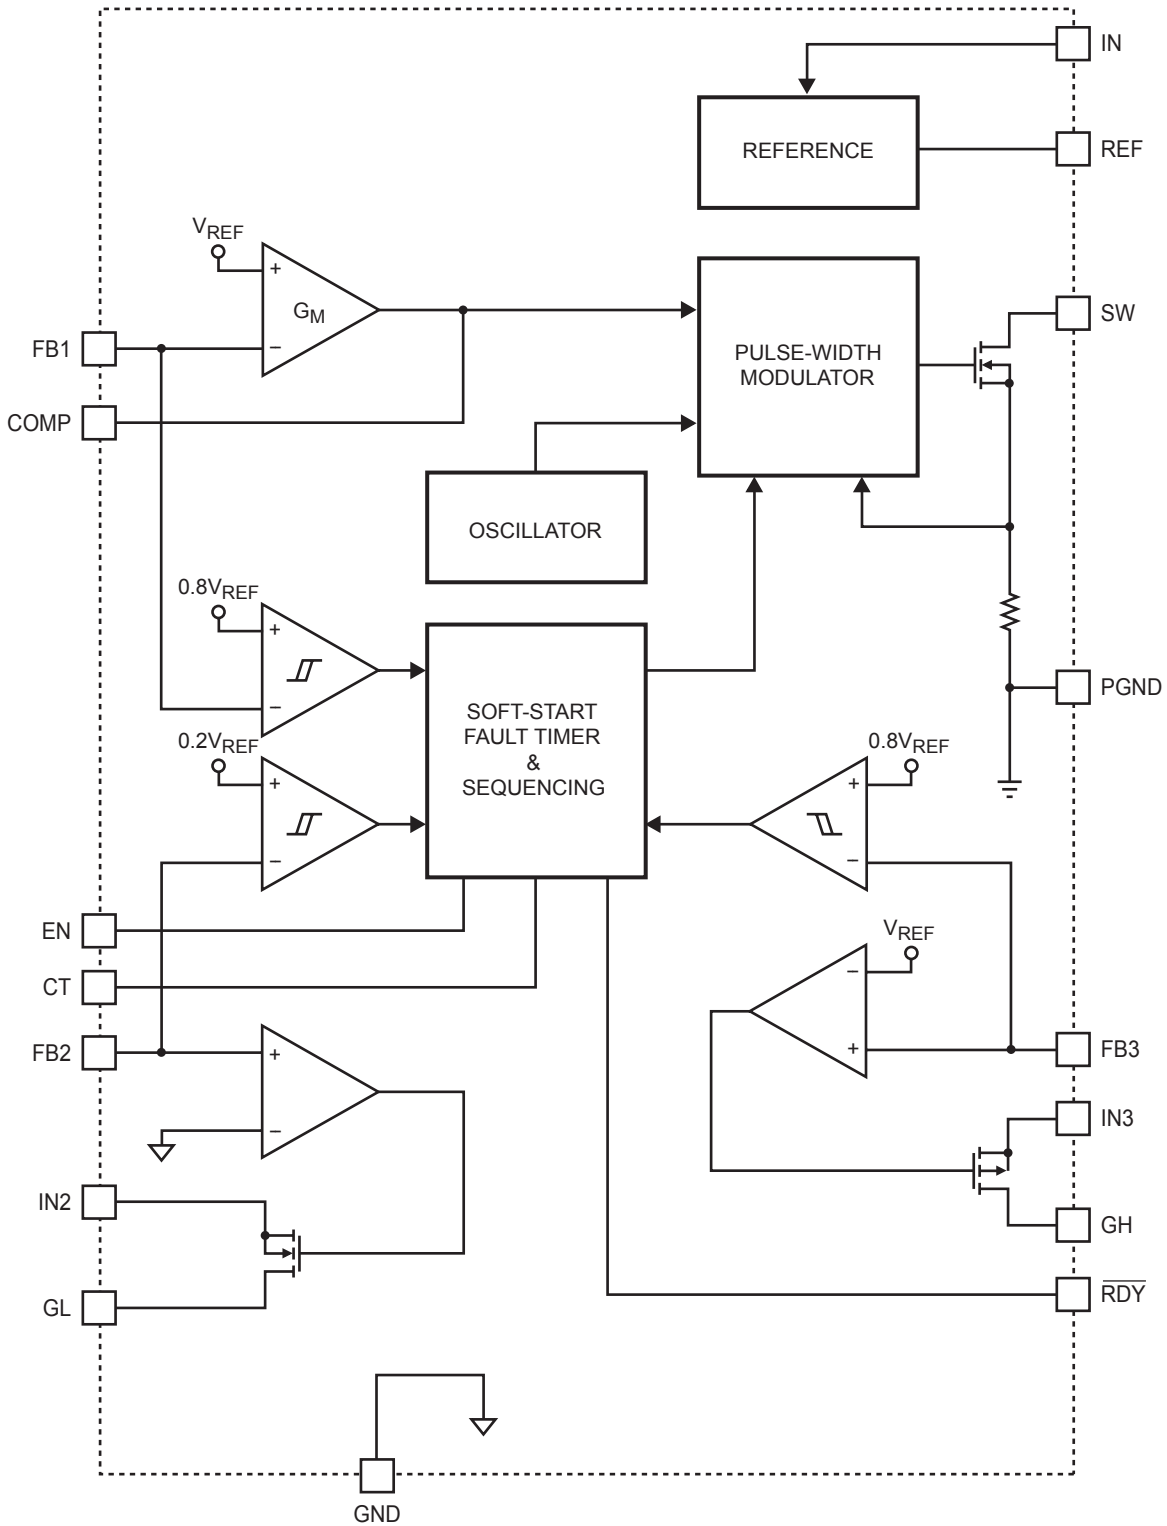 IN
REFERENCE
REF
VREF
+
GM
−
FB1
COMP
PULSE-WIDTH
MODULATOR
SW
OSCILLATOR
0.8VREF
+
−
SOFT-START
FAULT TIMER
&
SEQUENCING
PGND
0.2VREF
+
−
0.8VREF
+
−
EN
CT
FB2
VREF
−
+
FB3
+
−
IN3
IN2
GH
GL
RDY
GND